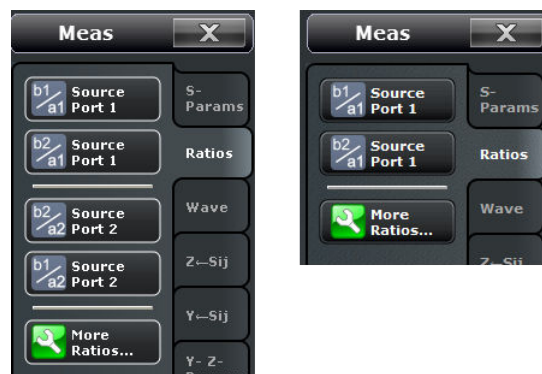 Meas X
b1/a1 Source Port 1
b2/a1 Source Port 1
b2/a2 Source Port 2
b1/a2 Source Port 2
More Ratios...
S-Params
Ratios
Wave
Z←Sij
Y←Sij
Y- Z-
Meas X
b1/a1 Source Port 1
b2/a1 Source Port 1
More Ratios...
S-Params
Ratios
Wave
Z←Sij